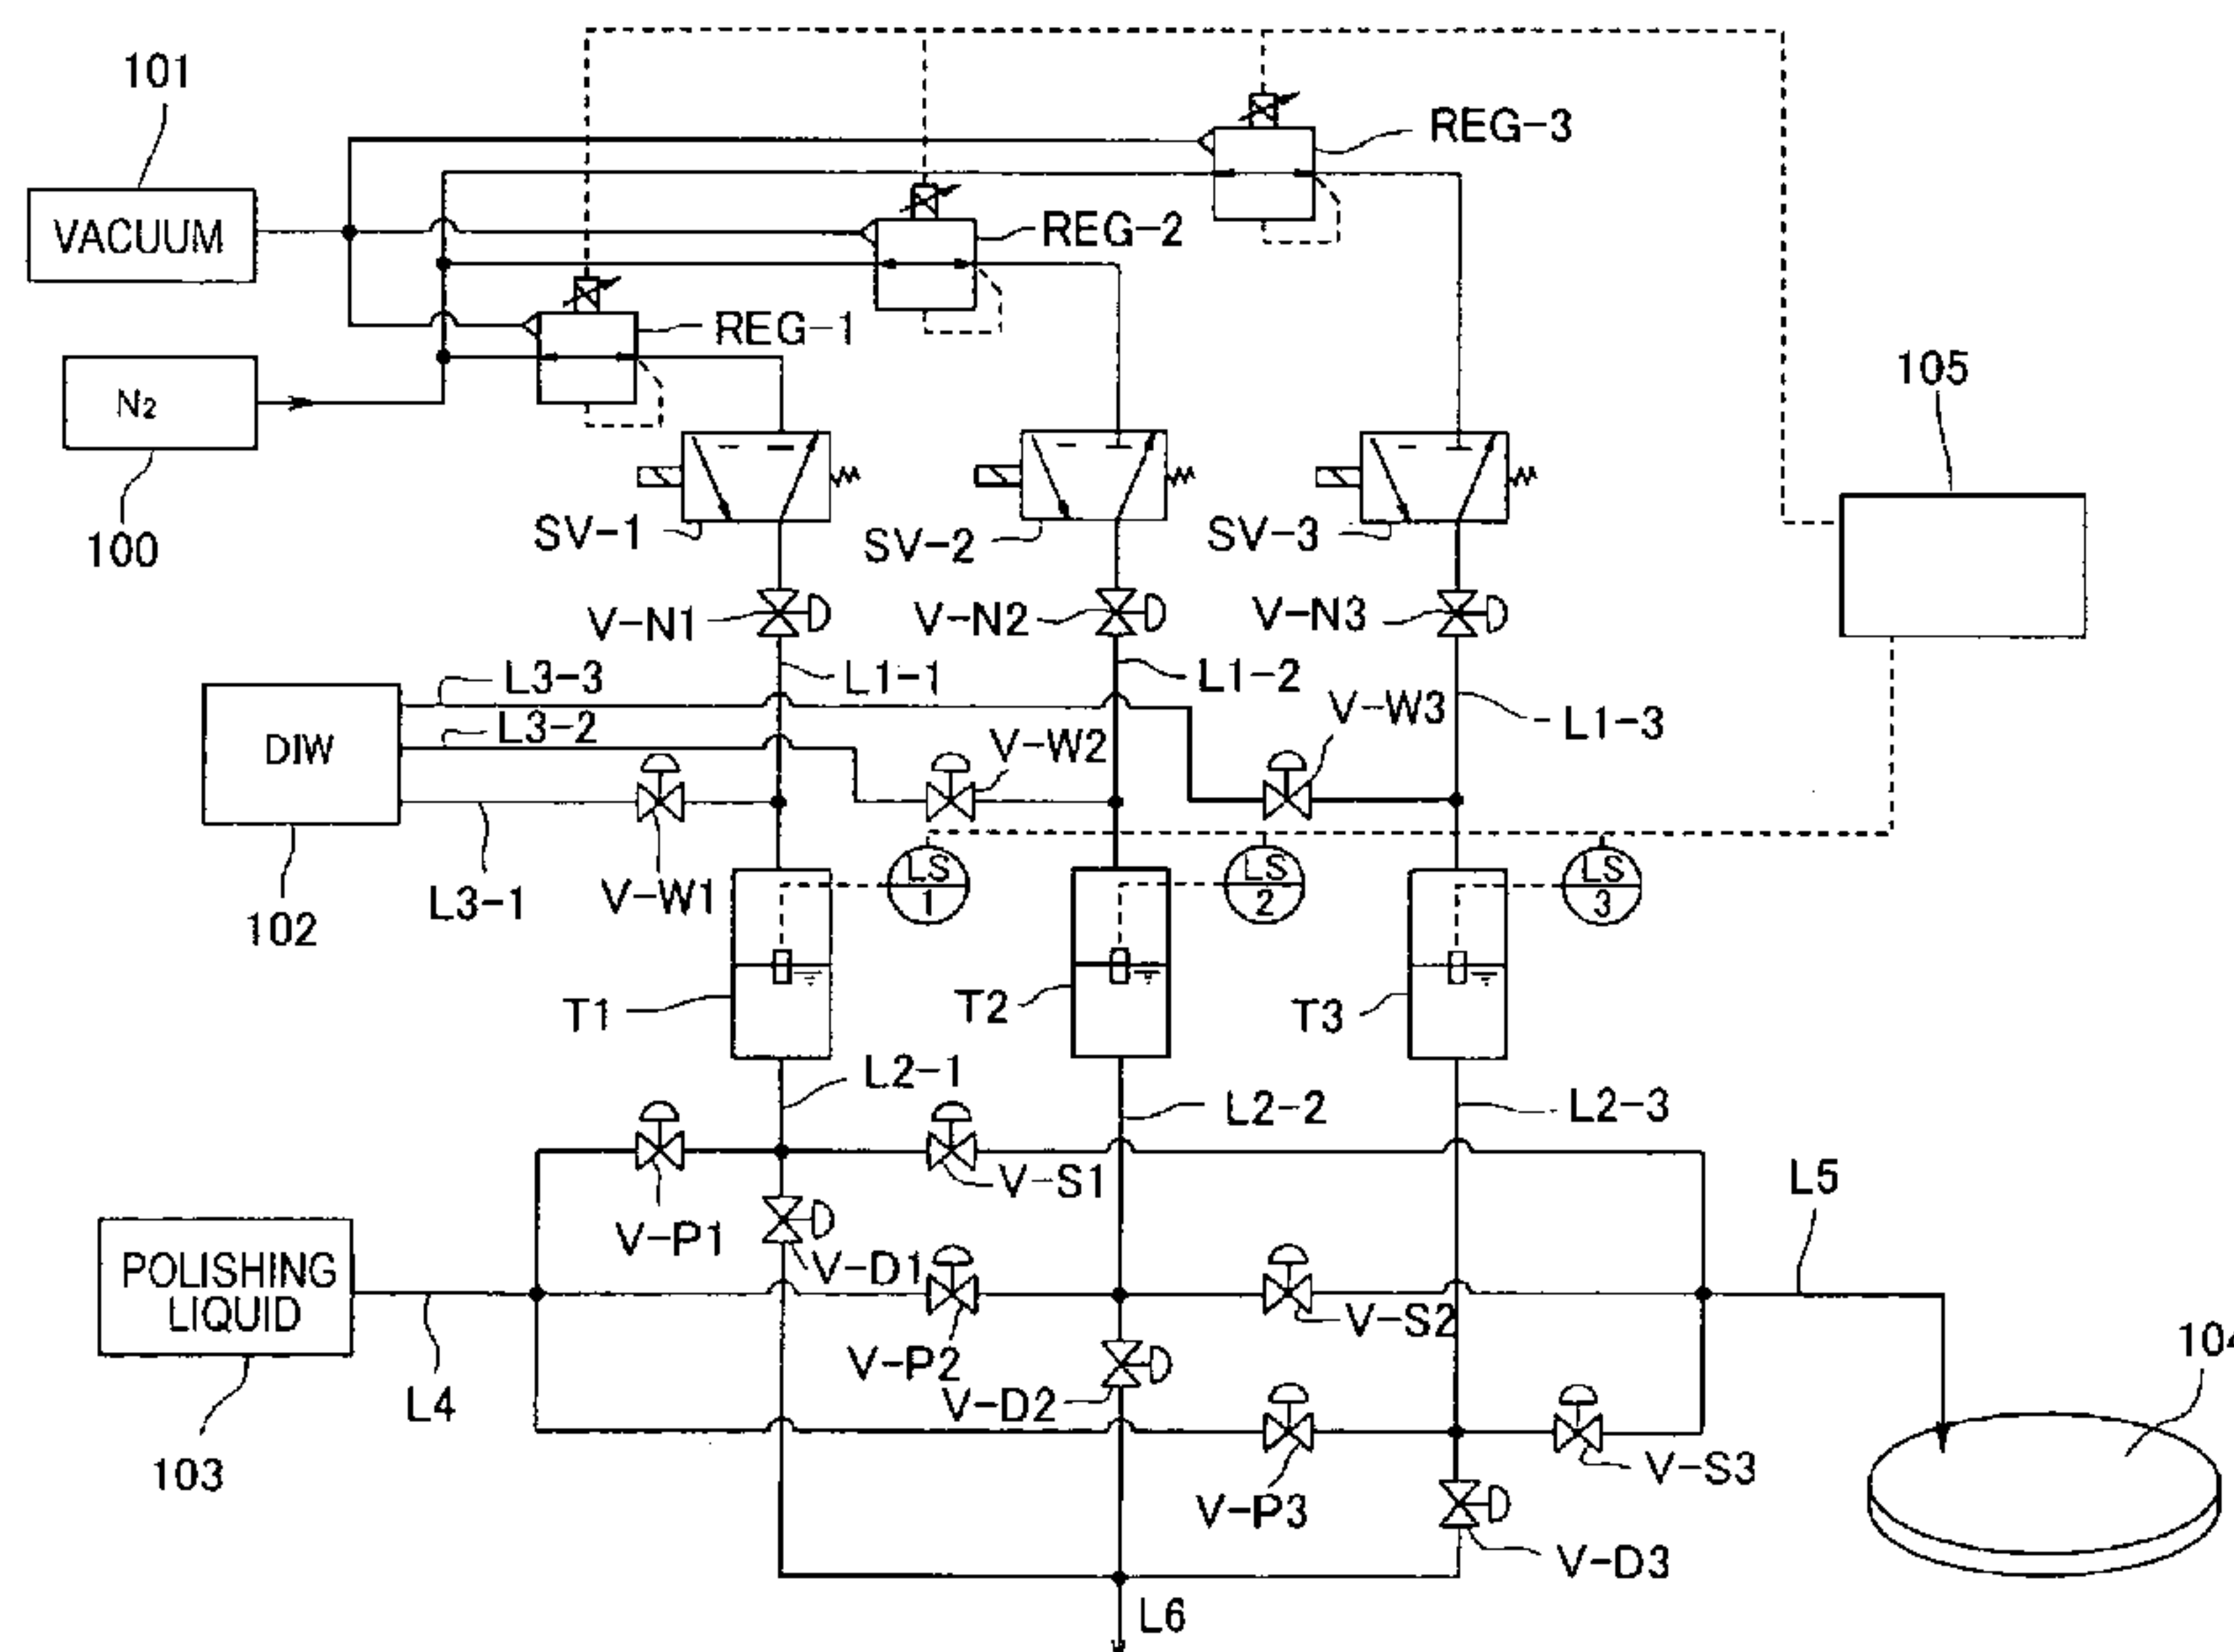 101
REG-3
VACUUM
REG-2
REG-1
105
N2
100
SV-1
SV-2
SV-3
V-N1
V-N2
V-N3
L3-3
L1-1
L1-2
V-W3
L1-3
L3-2
DIW
V-W2
L3-1
V-W1
102
LS
1
LS
2
LS
3
T1
T2
T3
L2-1
L2-2
L2-3
V-S1
L5
V-P1
V-D1
POLISHING
LIQUID
V-S2
104
V-P2
V-D2
L4
103
V-P3
V-S3
V-D3
L6